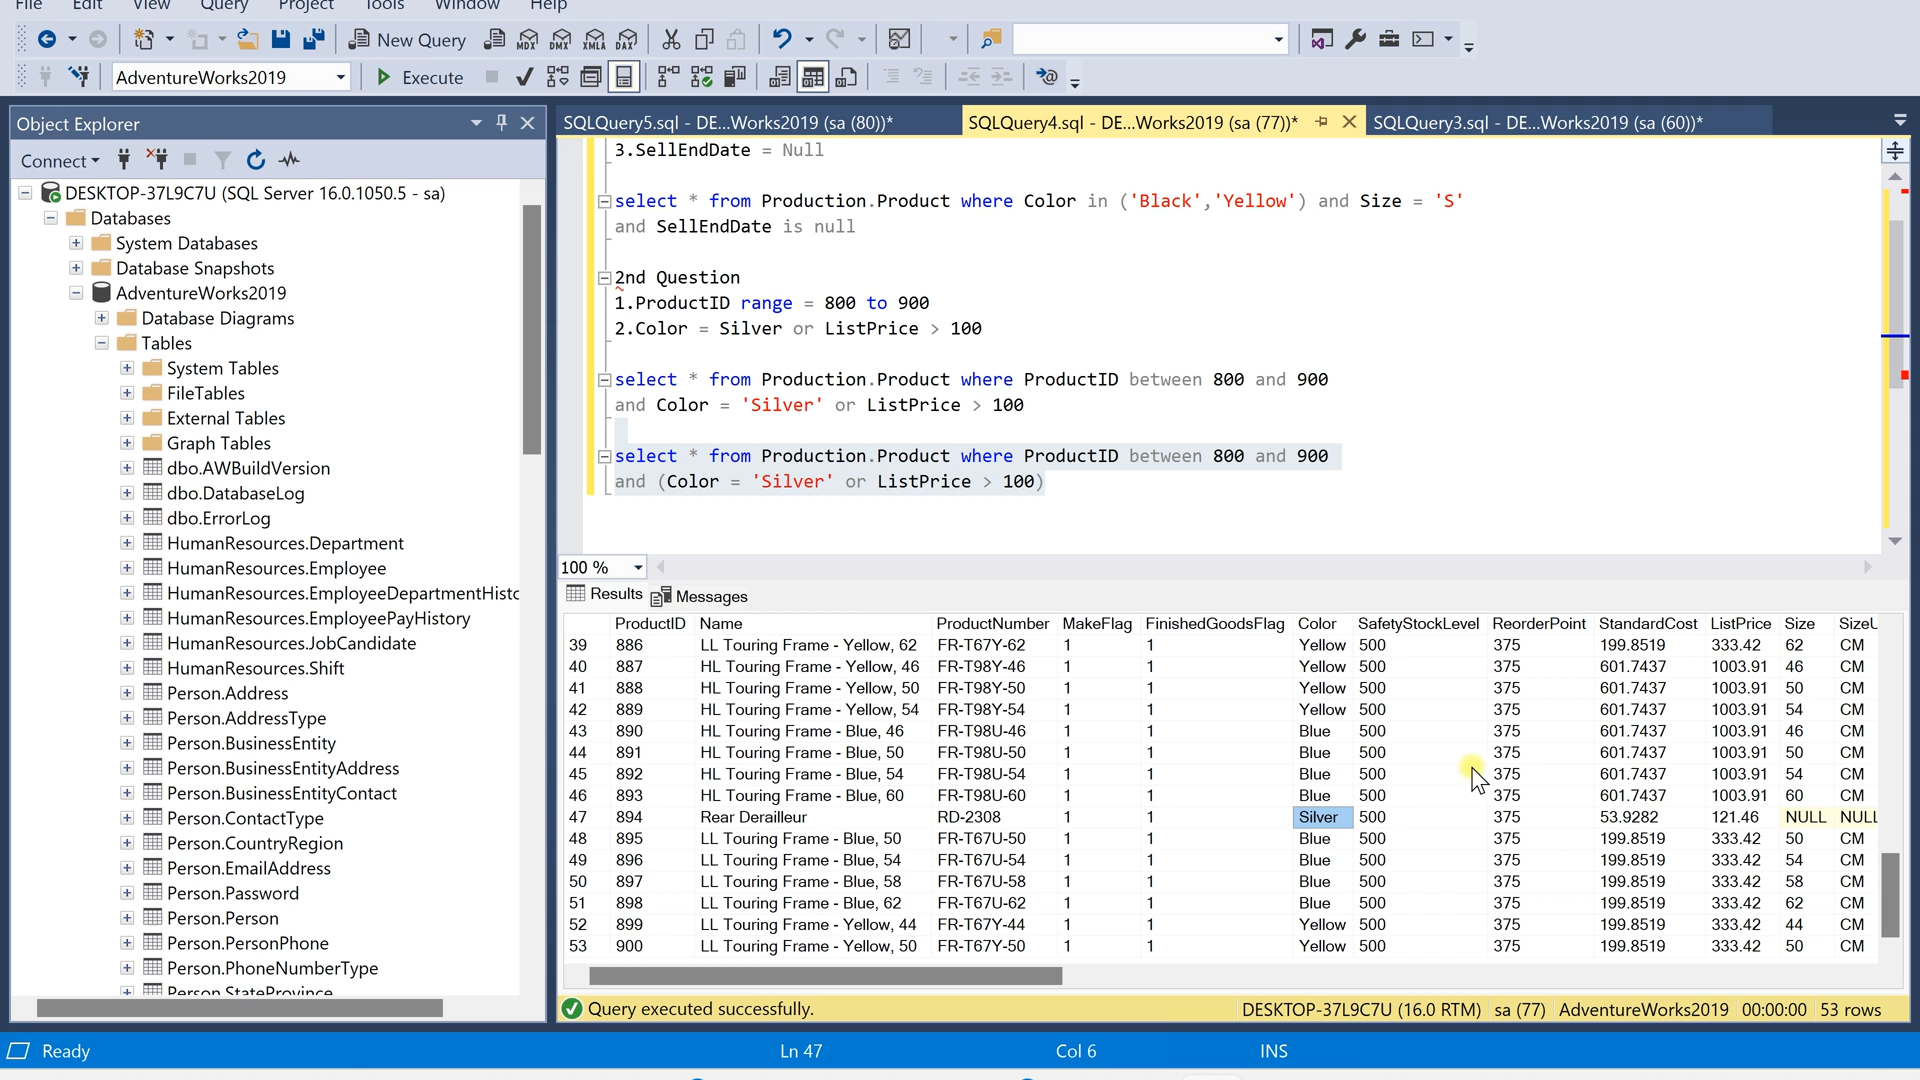 File Edit View Query Project Tools Window Help
New Query MDX DMX XMLA DAX
AdventureWorks2019 Execute
Object Explorer
Connect
DESKTOP-37L9C7U (SQL Server 16.0.1050.5 - sa)
Databases
System Databases
Database Snapshots
AdventureWorks2019
Database Diagrams
Tables
System Tables
FileTables
External Tables
Graph Tables
dbo.AWBuildVersion
dbo.DatabaseLog
dbo.ErrorLog
HumanResources.Department
HumanResources.Employee
HumanResources.EmployeeDepartmentHisto
HumanResources.EmployeePayHistory
HumanResources.JobCandidate
HumanResources.Shift
Person.Address
Person.AddressType
Person.BusinessEntity
Person.BusinessEntityAddress
Person.BusinessEntityContact
Person.ContactType
Person.CountryRegion
Person.EmailAddress
Person.Password
Person.Person
Person.PersonPhone
Person.PhoneNumberType
Person.StateProvince
SQLQuery5.sql - DE...Works2019 (sa (80))* SQLQuery4.sql - DE...Works2019 (sa (77))* SQLQuery3.sql - DE...Works2019 (sa (60))*
3.SellEndDate = Null
select * from Production.Product where Color in ('Black','Yellow') and Size = 'S'
and SellEndDate is null
2nd Question
1.ProductID range = 800 to 900
2.Color = Silver or ListPrice > 100
select * from Production.Product where ProductID between 800 and 900
and Color = 'Silver' or ListPrice > 100
select * from Production.Product where ProductID between 800 and 900
and (Color = 'Silver' or ListPrice > 100)
100 %
Results Messages
ProductID Name ProductNumber MakeFlag FinishedGoodsFlag Color SafetyStockLevel ReorderPoint StandardCost ListPrice Size SizeU
39 886 LL Touring Frame - Yellow, 62 FR-T67Y-62 1 1 Yellow 500 375 199.8519 333.42 62 CM
40 887 HL Touring Frame - Yellow, 46 FR-T98Y-46 1 1 Yellow 500 375 601.7437 1003.91 46 CM
41 888 HL Touring Frame - Yellow, 50 FR-T98Y-50 1 1 Yellow 500 375 601.7437 1003.91 50 CM
42 889 HL Touring Frame - Yellow, 54 FR-T98Y-54 1 1 Yellow 500 375 601.7437 1003.91 54 CM
43 890 HL Touring Frame - Blue, 46 FR-T98U-46 1 1 Blue 500 375 601.7437 1003.91 46 CM
44 891 HL Touring Frame - Blue, 50 FR-T98U-50 1 1 Blue 500 375 601.7437 1003.91 50 CM
45 892 HL Touring Frame - Blue, 54 FR-T98U-54 1 1 Blue 500 375 601.7437 1003.91 54 CM
46 893 HL Touring Frame - Blue, 60 FR-T98U-60 1 1 Blue 500 375 601.7437 1003.91 60 CM
47 894 Rear Derailleur RD-2308 1 1 Silver 500 375 53.9282 121.46 NULL NULL
48 895 LL Touring Frame - Blue, 50 FR-T67U-50 1 1 Blue 500 375 199.8519 333.42 50 CM
49 896 LL Touring Frame - Blue, 54 FR-T67U-54 1 1 Blue 500 375 199.8519 333.42 54 CM
50 897 LL Touring Frame - Blue, 58 FR-T67U-58 1 1 Blue 500 375 199.8519 333.42 58 CM
51 898 LL Touring Frame - Blue, 62 FR-T67U-62 1 1 Blue 500 375 199.8519 333.42 62 CM
52 899 LL Touring Frame - Yellow, 44 FR-T67Y-44 1 1 Yellow 500 375 199.8519 333.42 44 CM
53 900 LL Touring Frame - Yellow, 50 FR-T67Y-50 1 1 Yellow 500 375 199.8519 333.42 50 CM
Query executed successfully. DESKTOP-37L9C7U (16.0 RTM) sa (77) AdventureWorks2019 00:00:00 53 rows
Ready Ln 47 Col 6 INS